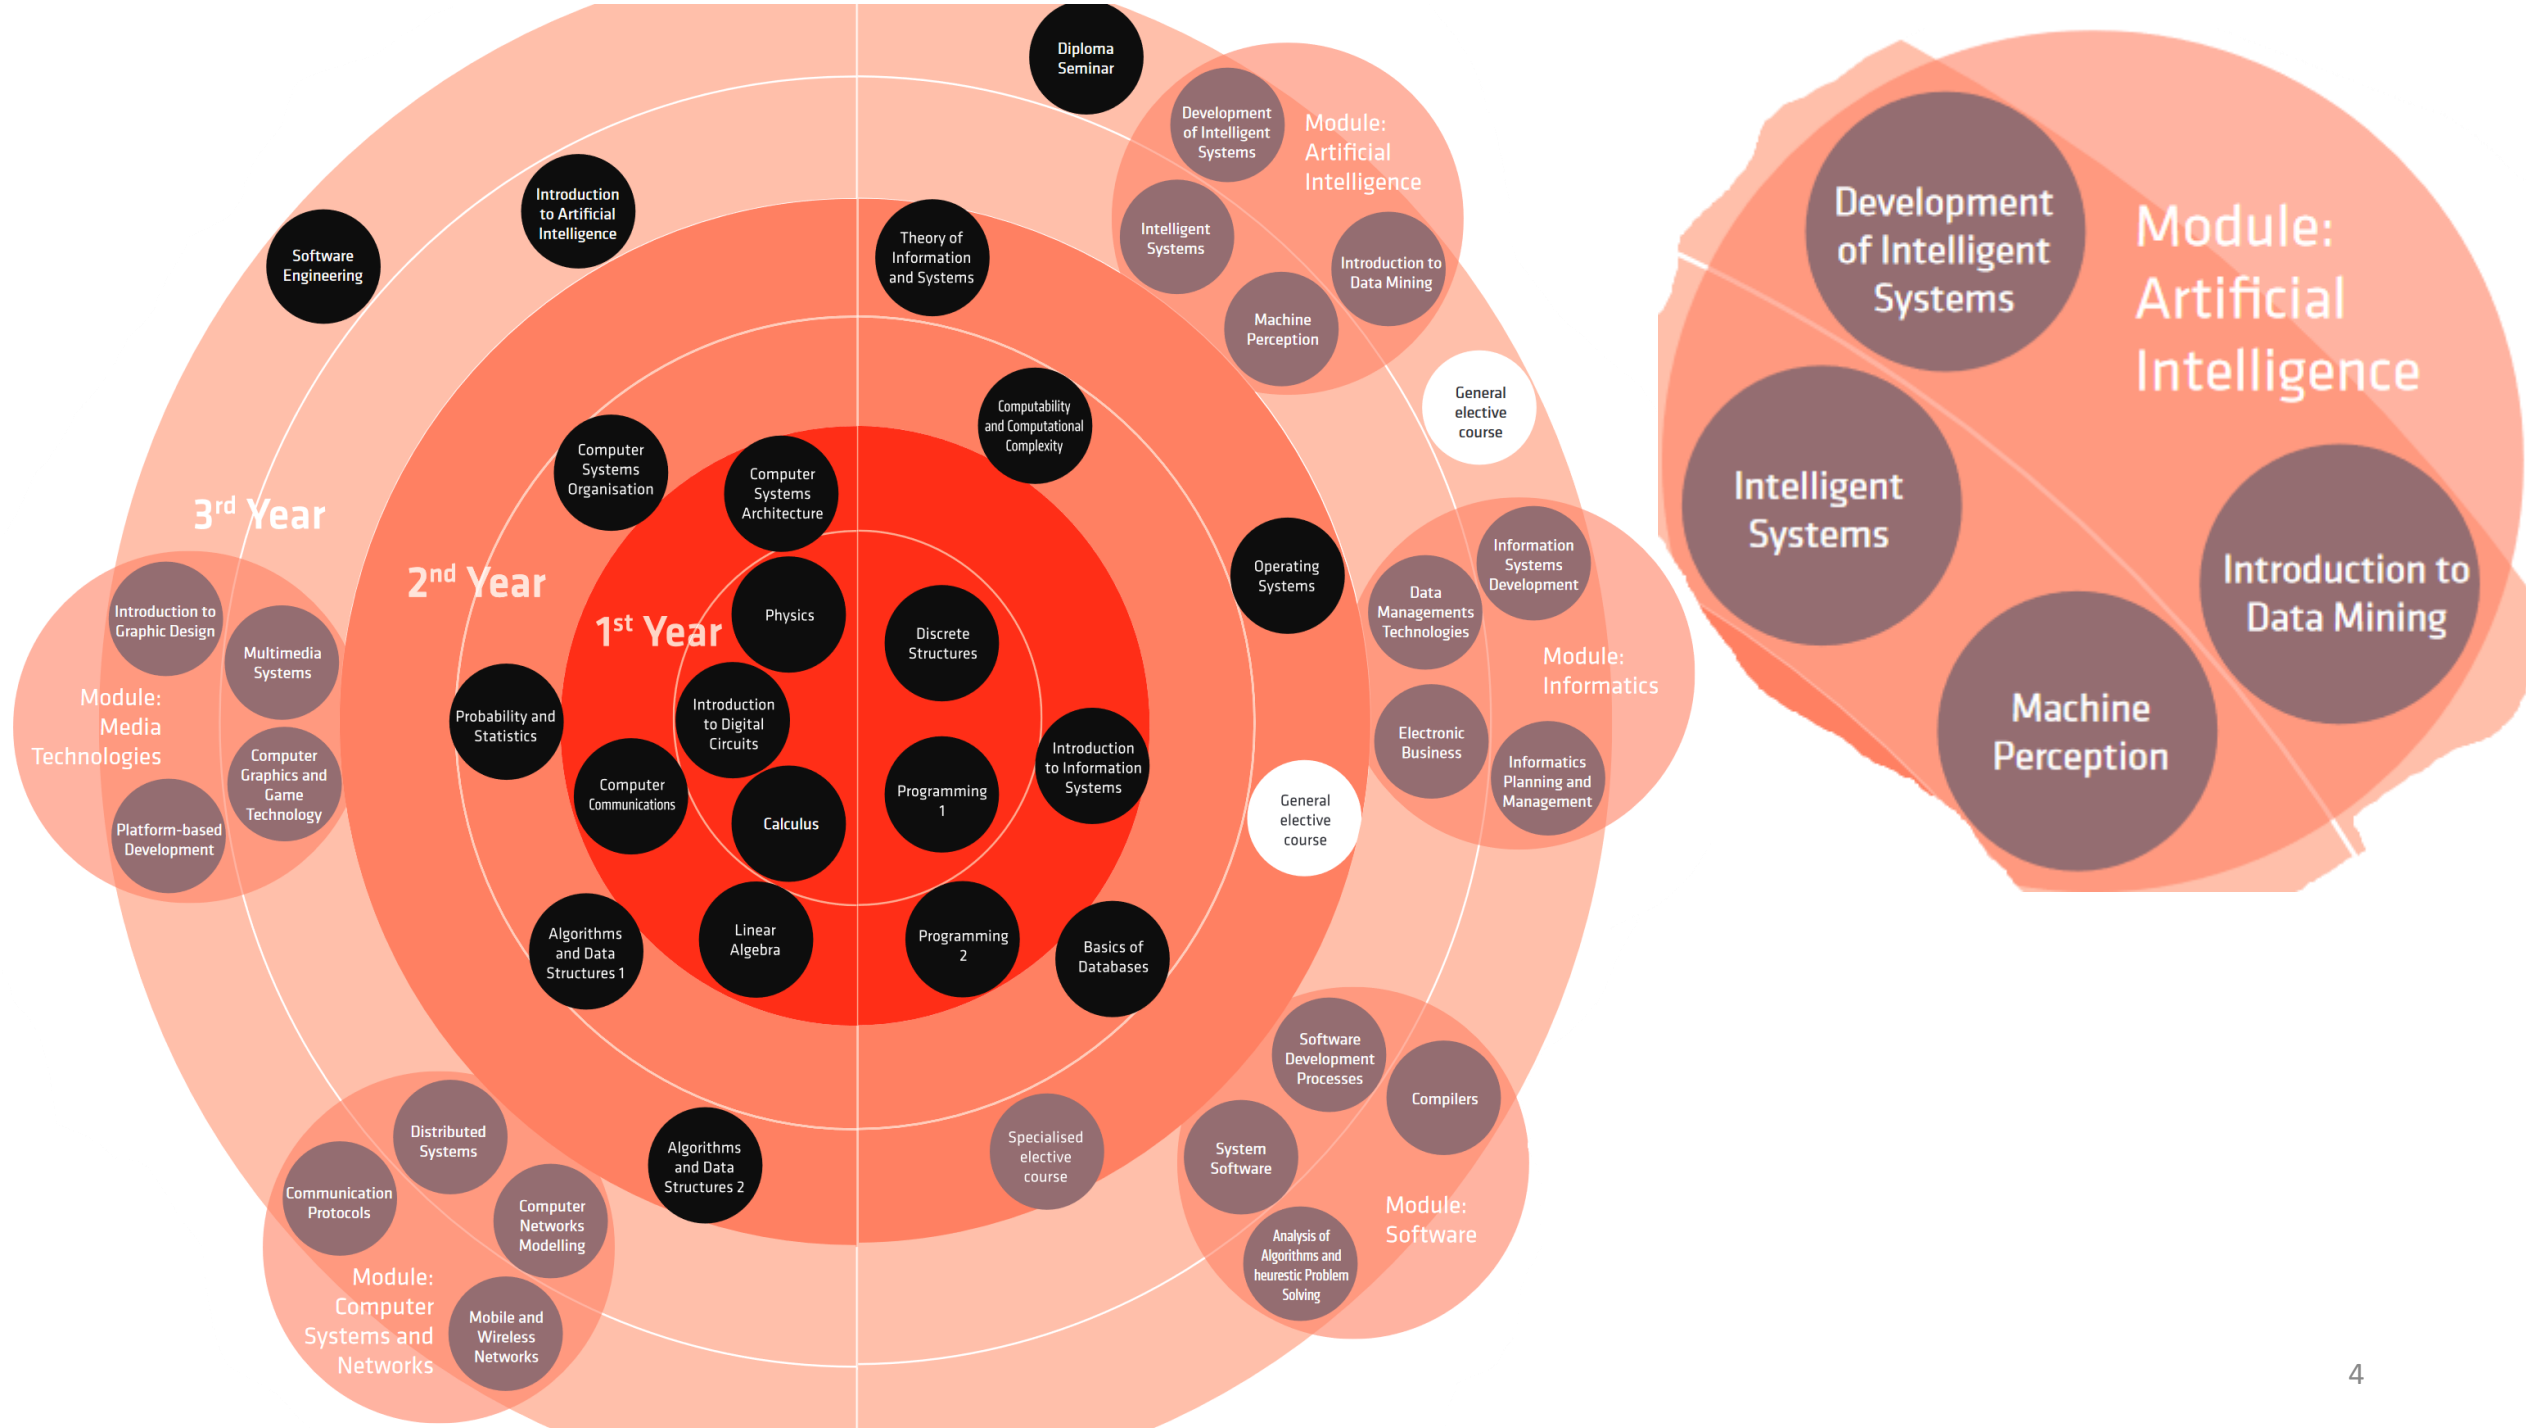 Diploma
Seminar
Development
of Intelligent
Systems
Module:
Artificial
Intelligence
Intelligent
Systems
Introduction to
Data Mining
Machine
Perception
Introduction
to Artificial
Intelligence
Software
Engineering
Theory of
Information
and Systems
General
elective
course
Computability
and Computational
Complexity
Computer
Systems
Organisation
Computer
Systems
Architecture
3rd Year
2nd Year
1st Year
Physics
Discrete
Structures
Operating
Systems
Information
Systems
Development
Data
Managements
Technologies
Module:
Informatics
Electronic
Business
Informatics
Planning and
Management
Introduction to
Graphic Design
Multimedia
Systems
Module:
Media
Technologies
Computer
Graphics and
Game
Technology
Platform-based
Development
Probability and
Statistics
Introduction
to Digital
Circuits
Computer
Communications
Calculus
Programming
1
Introduction
to Information
Systems
General
elective
course
Algorithms
and Data
Structures 1
Linear
Algebra
Programming
2
Basics of
Databases
Software
Development
Processes
Compilers
System
Software
Module:
Software
Analysis of
Algorithms and
heurestic Problem
Solving
Algorithms
and Data
Structures 2
Specialised
elective
course
Distributed
Systems
Communication
Protocols
Computer
Networks
Modelling
Module:
Computer
Systems and
Networks
Mobile and
Wireless
Networks
Development
of Intelligent
Systems
Module:
Artificial
Intelligence
Intelligent
Systems
Introduction to
Data Mining
Machine
Perception
4